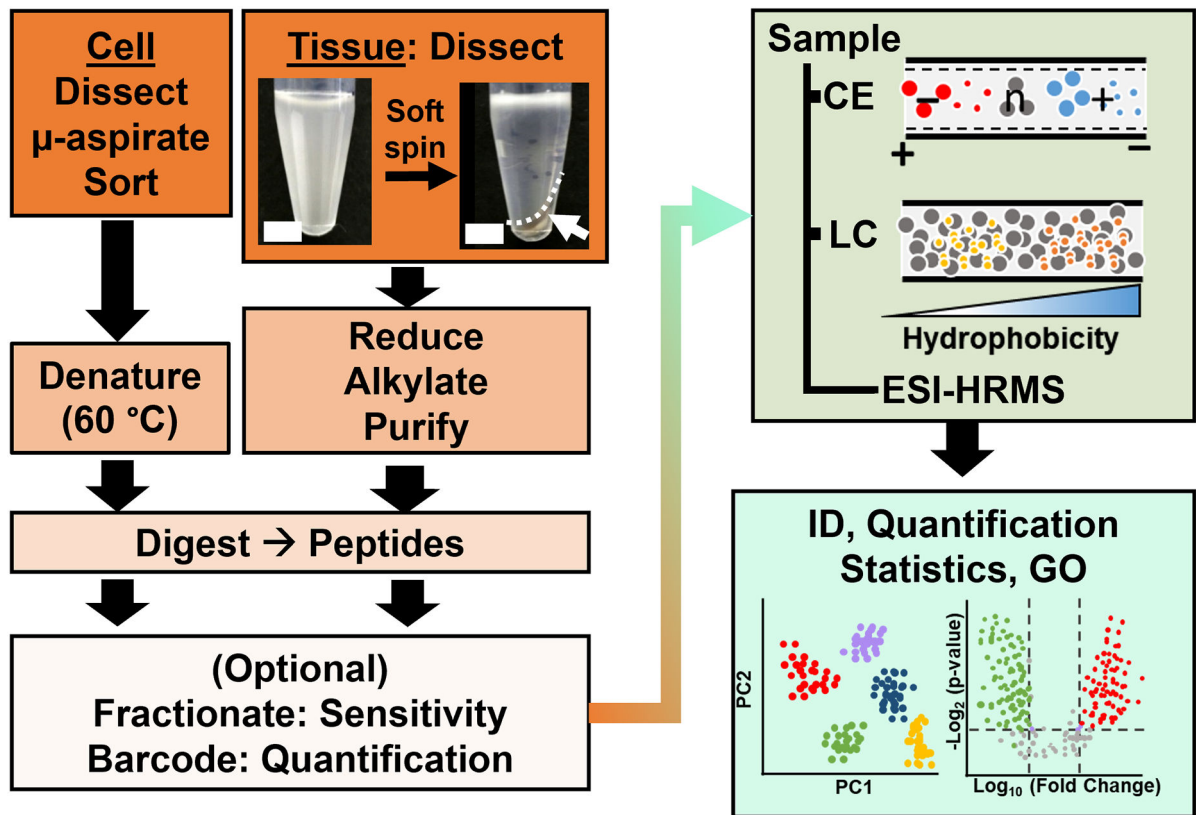 Cell
Dissect
µ-aspirate
Sort
Tissue: Dissect
Soft
spin
Denature
(60 °C)
Reduce
Alkylate
Purify
Digest → Peptides
(Optional)
Fractionate: Sensitivity
Barcode: Quantification
Sample
CE
− n +
+ −
LC
Hydrophobicity
ESI-HRMS
ID, Quantification
Statistics, GO
PC2
PC1
-Log₂ (p-value)
Log₁₀ (Fold Change)